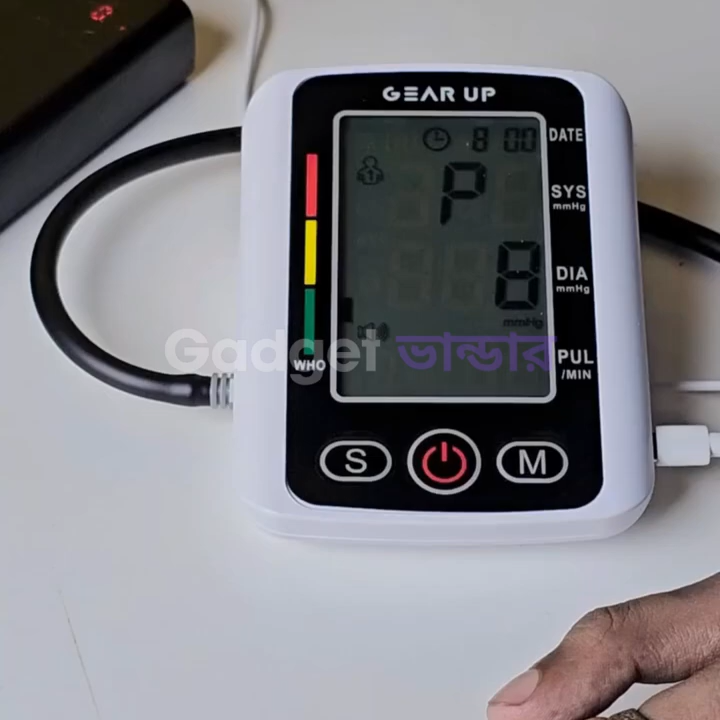 GEAR UP
8 00
DATE
P
SYS
mmHg
8
DIA
mmHg
mmHg
Gadget ভান্ডার
WHO
PUL
/MIN
S
M